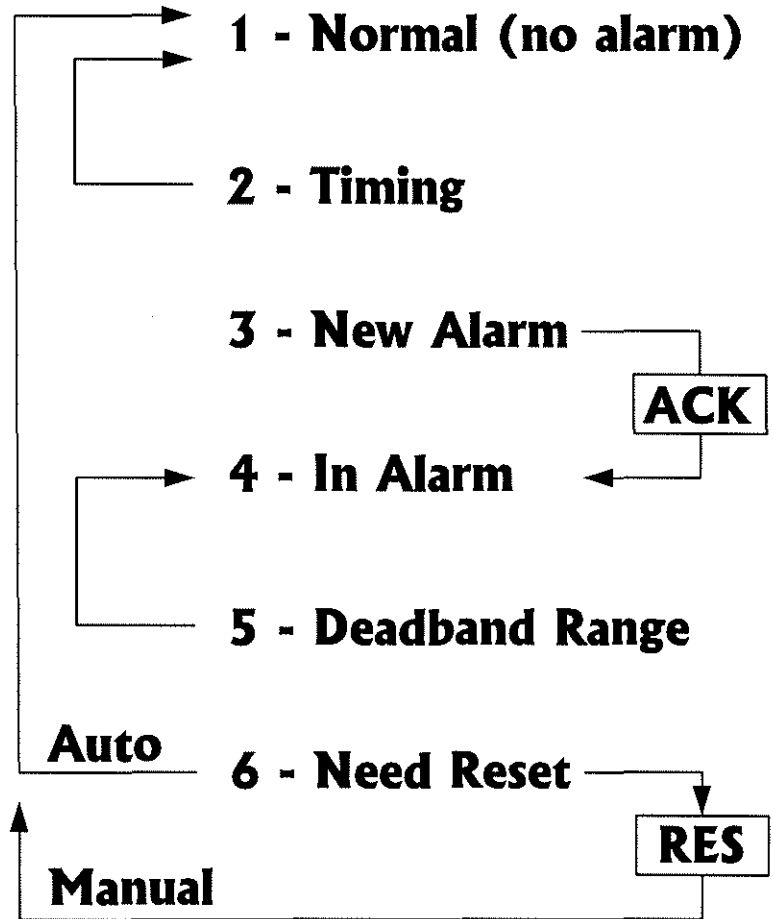 1 - Normal (no alarm)
2 - Timing
3 - New Alarm
ACK
4 - In Alarm
5 - Deadband Range
Auto
6 - Need Reset
RES
Manual